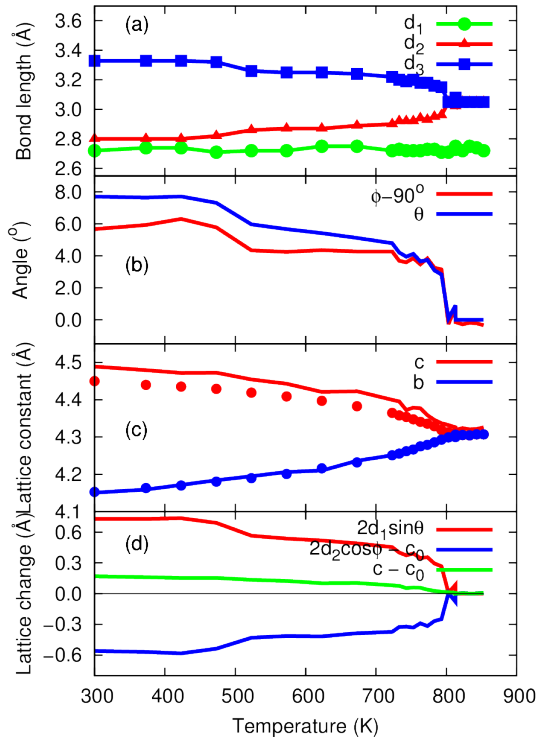 (a)
d1
d2
d3
Bond length (Å)
3.6
3.4
3.2
3.0
2.8
2.6
ϕ−90°
θ
(b)
Angle (°)
8.0
6.0
4.0
2.0
0.0
c
b
(c)
Lattice constant (Å)
4.5
4.4
4.3
4.2
4.1
2d1sinθ
2d2cosϕ − c0
c − c0
(d)
Lattice change (Å)
0.6
0.3
0.0
−0.3
−0.6
300 400 500 600 700 800 900
Temperature (K)